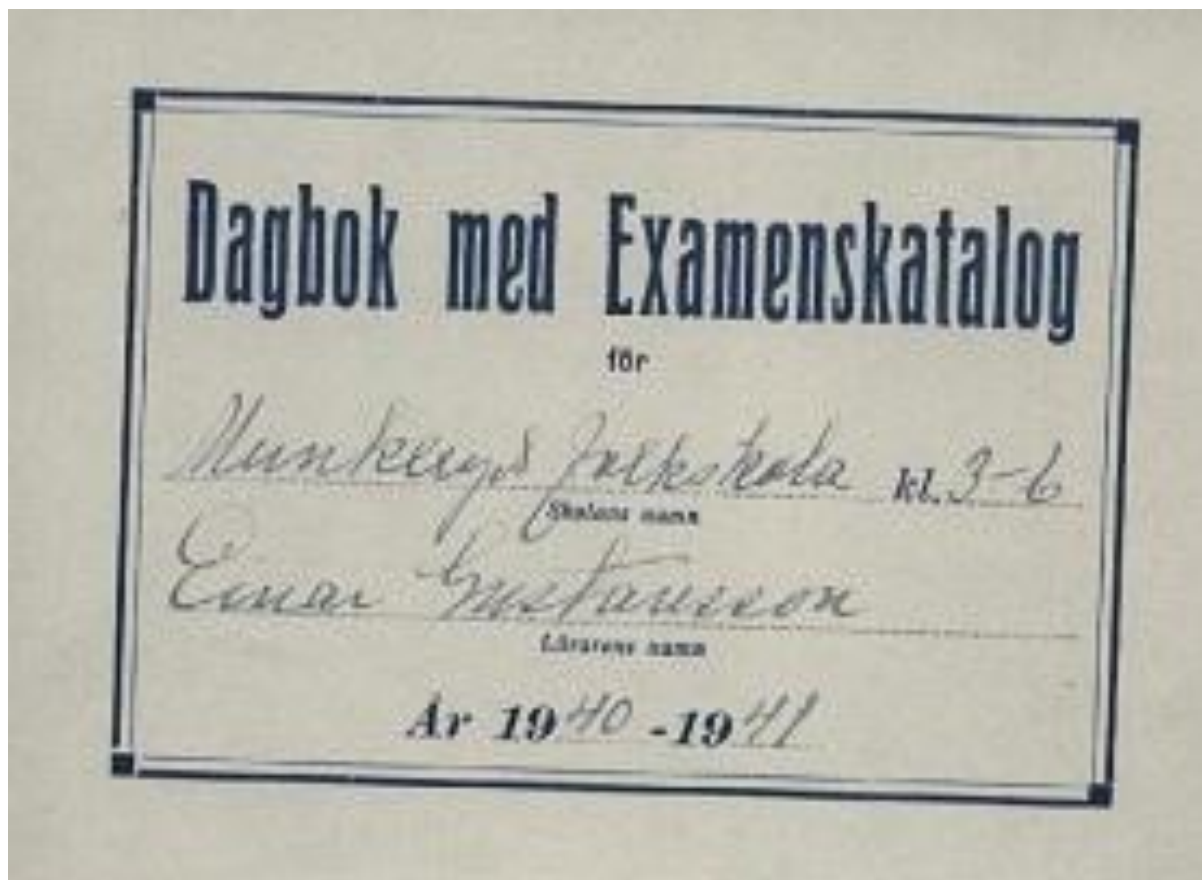 Dagbok med Examenskatalog
för
Munkeryds folkskola kl. 3-6
Skolans namn
Einar Gustavsson
Lärarens namn
År 1940-1941